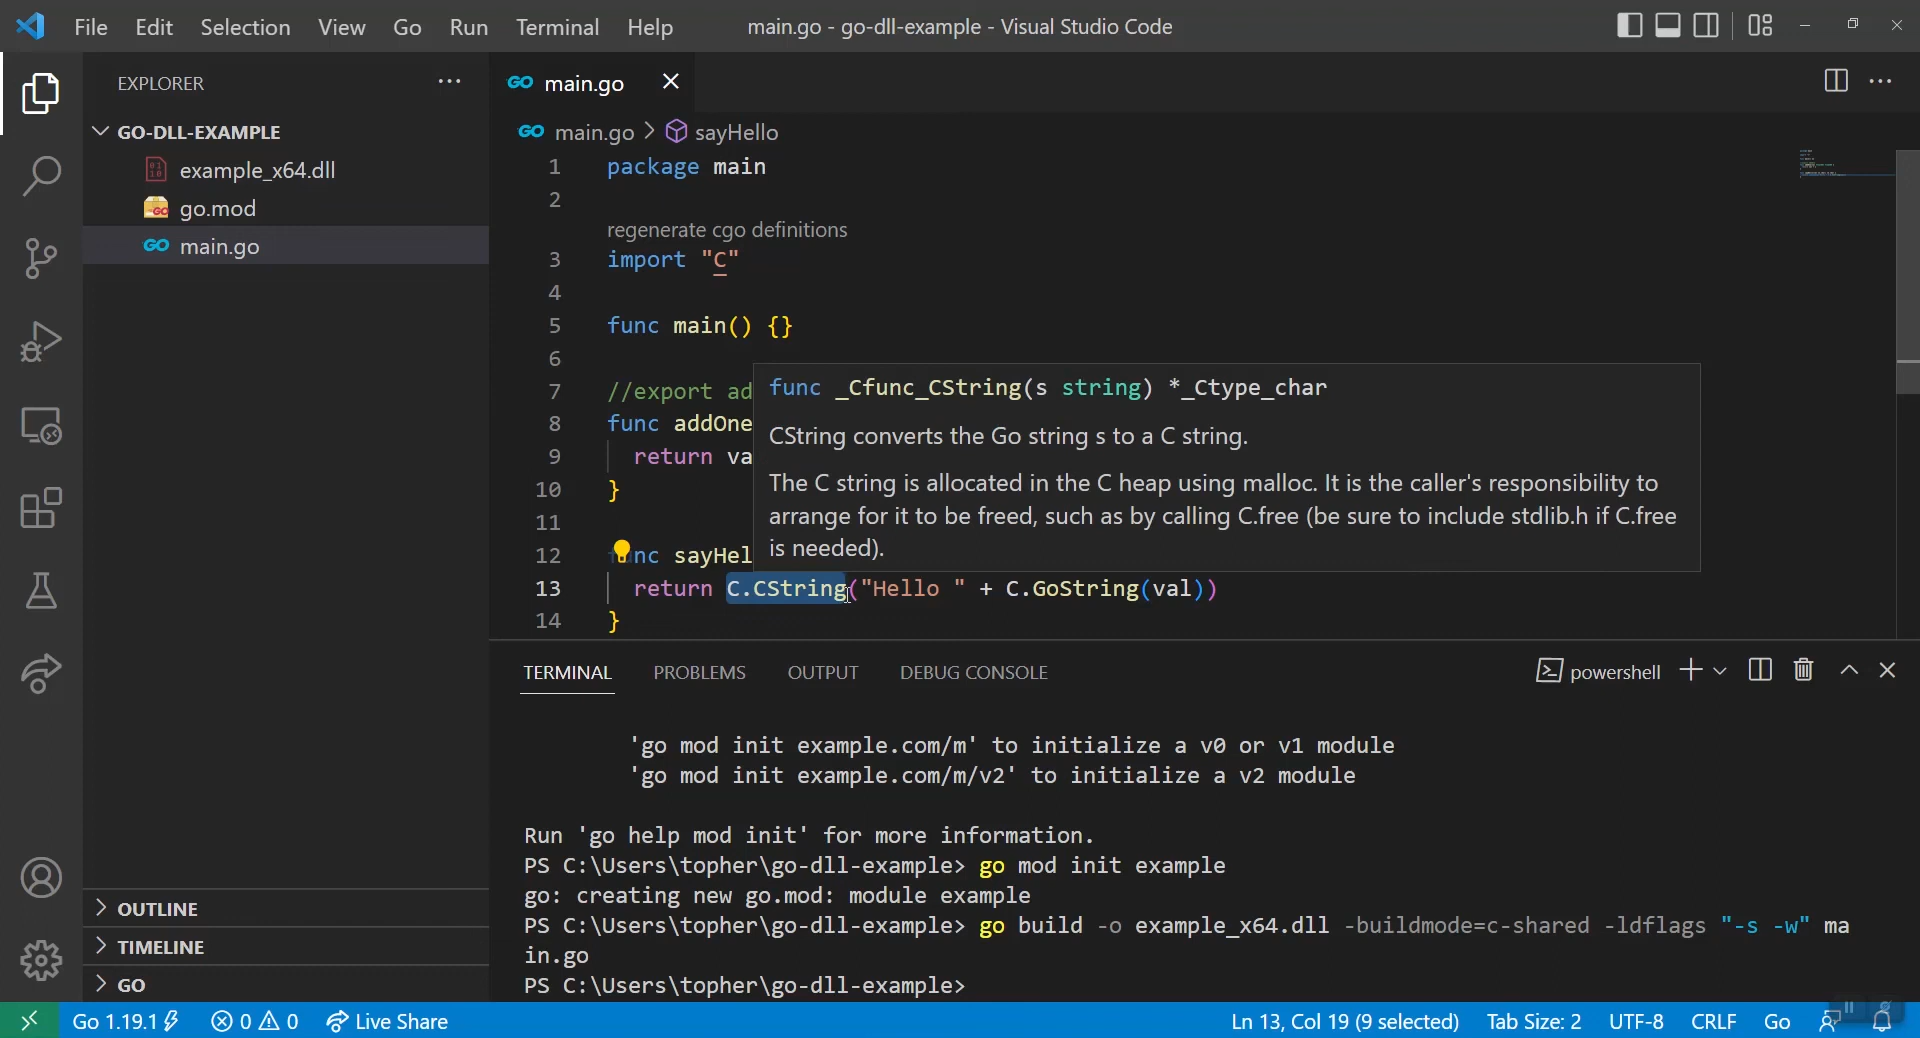 File Edit Selection View Go Run Terminal Help
main.go - go-dll-example - Visual Studio Code
EXPLORER
GO-DLL-EXAMPLE
example_x64.dll
go.mod
GO main.go
OUTLINE
TIMELINE
GO
GO main.go
GO main.go > sayHello
1 package main
2
regenerate cgo definitions
3 import "C"
4
5 func main() {}
6
7 //export ad
8 func addOne
9 return va
10 }
11
12 func sayHel
13 return C.CString("Hello " + C.GoString(val))
14 }
func _Cfunc_CString(s string) *_Ctype_char
CString converts the Go string s to a C string.
The C string is allocated in the C heap using malloc. It is the caller's responsibility to
arrange for it to be freed, such as by calling C.free (be sure to include stdlib.h if C.free
is needed).
TERMINAL PROBLEMS OUTPUT DEBUG CONSOLE
powershell
'go mod init example.com/m' to initialize a v0 or v1 module
'go mod init example.com/m/v2' to initialize a v2 module
Run 'go help mod init' for more information.
PS C:\Users\topher\go-dll-example> go mod init example
go: creating new go.mod: module example
PS C:\Users\topher\go-dll-example> go build -o example_x64.dll -buildmode=c-shared -ldflags "-s -w" ma
in.go
PS C:\Users\topher\go-dll-example>
Go 1.19.1 0 0 Live Share
Ln 13, Col 19 (9 selected) Tab Size: 2 UTF-8 CRLF Go